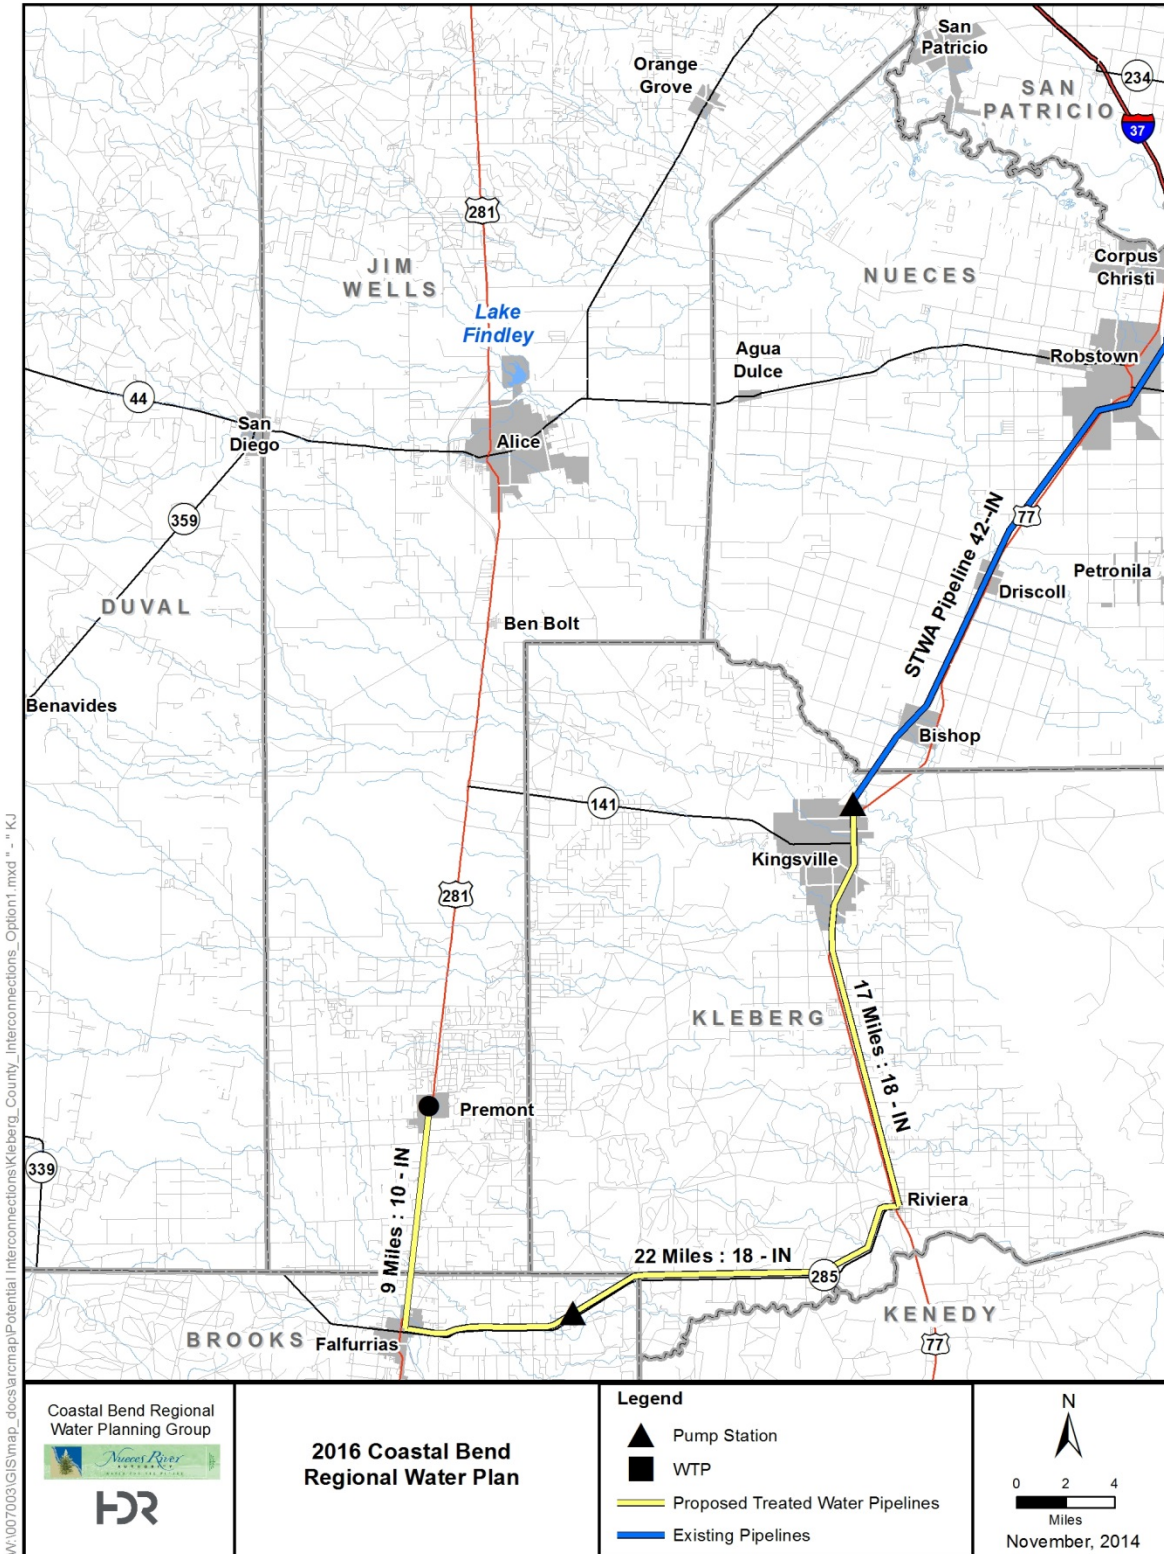 San
Patricio
Orange
Grove
234
SAN
PATRICIO
37
281
JIM
WELLS
NUECES
Corpus
Christi
Lake
Findley
Agua
Dulce
Robstown
44
San
Diego
Alice
359
77
STWA Pipeline 42--IN
Petronila
Driscoll
DUVAL
Ben Bolt
Benavides
Bishop
141
Kingsville
281
17 Miles : 18 - IN
KLEBERG
Premont
339
9 Miles : 10 - IN
Riviera
22 Miles : 18 - IN
285
KENEDY
BROOKS
Falfurrias
77
W:\007003\GIS\map_docs\arcmap\Potential Interconnections\Kleberg_County_Interconnections_Option1.mxd " - " KJ
Coastal Bend Regional
Water Planning Group
Nueces River
AUTHORITY
HDR
2016 Coastal Bend
Regional Water Plan
Legend
Pump Station
WTP
Proposed Treated Water Pipelines
Existing Pipelines
N
0 2 4
Miles
November, 2014